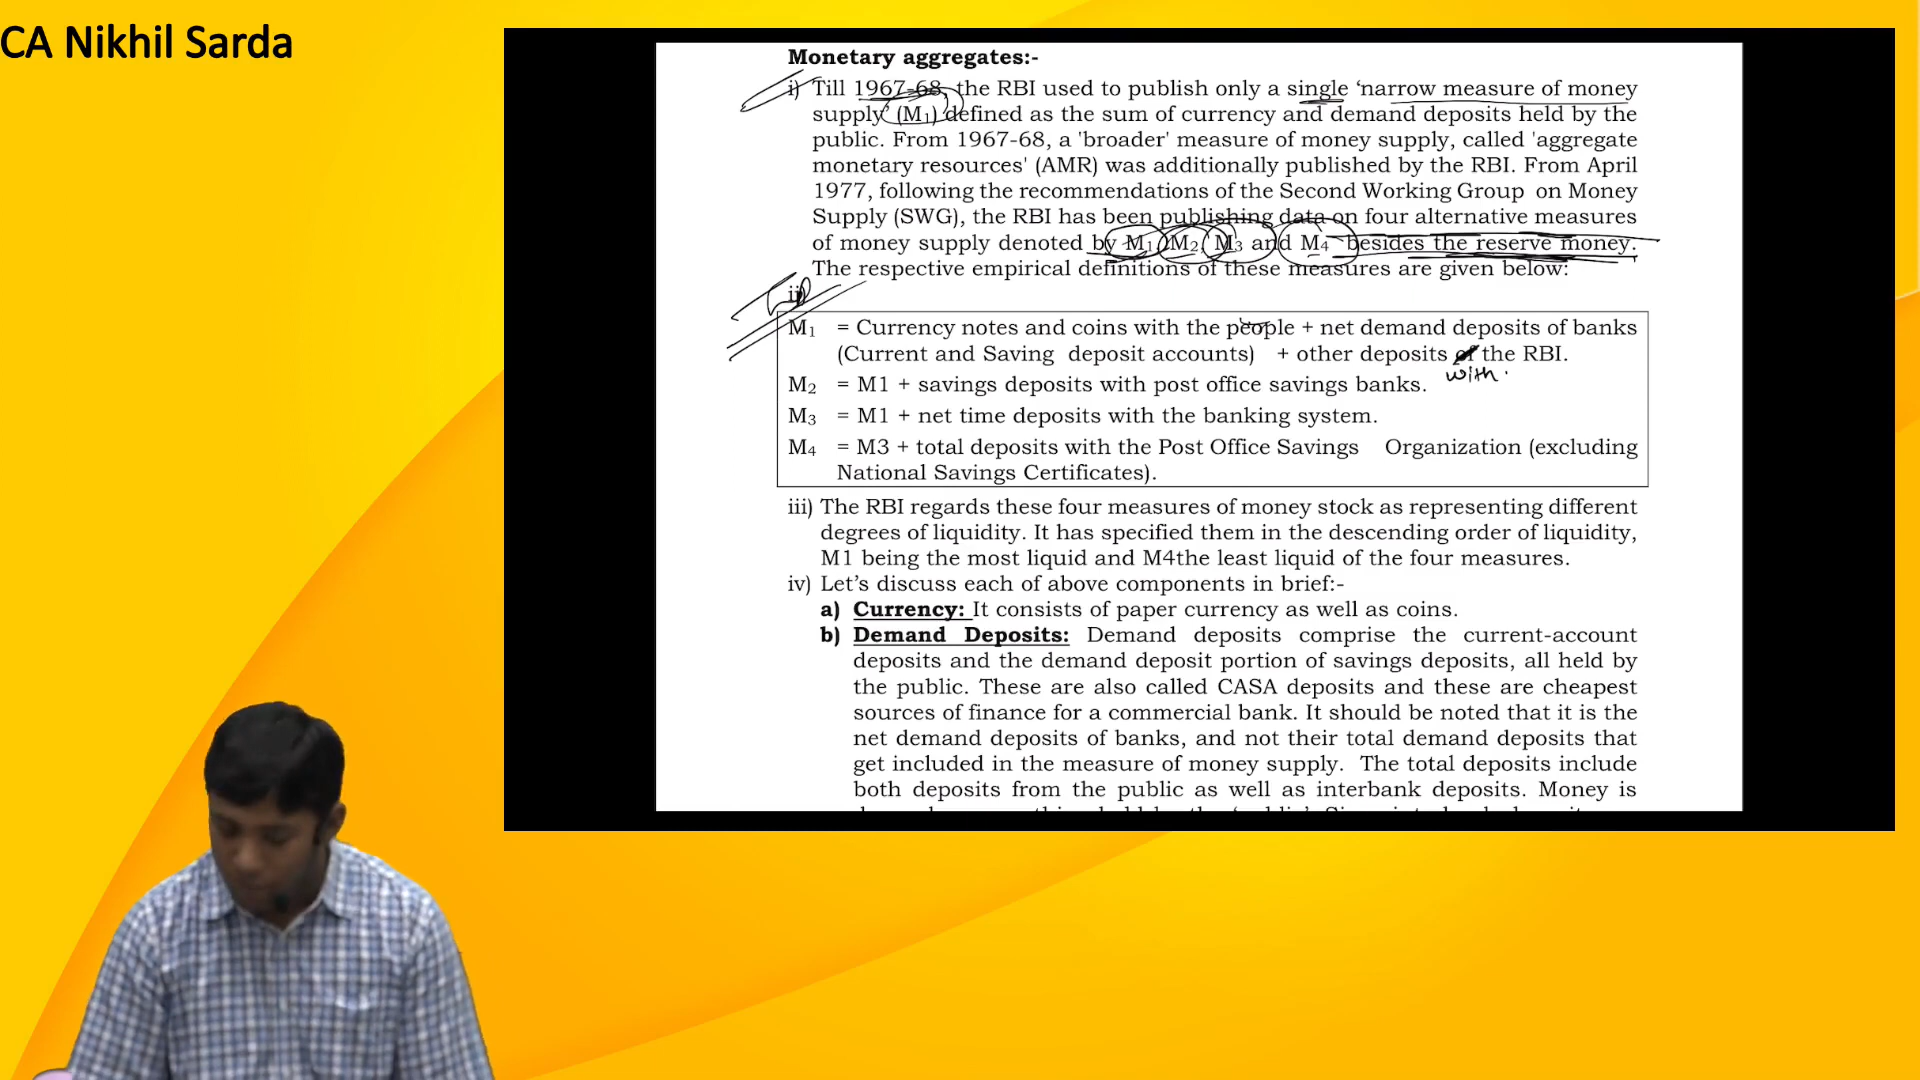 CA Nikhil Sarda
Monetary aggregates:-
i) Till 1967-68, the RBI used to publish only a single ‘narrow measure of money
supply’ (M1) defined as the sum of currency and demand deposits held by the
public. From 1967-68, a 'broader' measure of money supply, called 'aggregate
monetary resources' (AMR) was additionally published by the RBI. From April
1977, following the recommendations of the Second Working Group on Money
Supply (SWG), the RBI has been publishing data on four alternative measures
of money supply denoted by M1, M2, M3 and M4 besides the reserve money.
The respective empirical definitions of these measures are given below:
ii)
M1 = Currency notes and coins with the people + net demand deposits of banks
(Current and Saving deposit accounts) + other deposits of the RBI.
with
M2 = M1 + savings deposits with post office savings banks.
M3 = M1 + net time deposits with the banking system.
M4 = M3 + total deposits with the Post Office Savings Organization (excluding
National Savings Certificates).
iii) The RBI regards these four measures of money stock as representing different
degrees of liquidity. It has specified them in the descending order of liquidity,
M1 being the most liquid and M4the least liquid of the four measures.
iv) Let’s discuss each of above components in brief:-
a) Currency: It consists of paper currency as well as coins.
b) Demand Deposits: Demand deposits comprise the current-account
deposits and the demand deposit portion of savings deposits, all held by
the public. These are also called CASA deposits and these are cheapest
sources of finance for a commercial bank. It should be noted that it is the
net demand deposits of banks, and not their total demand deposits that
get included in the measure of money supply. The total deposits include
both deposits from the public as well as interbank deposits. Money is